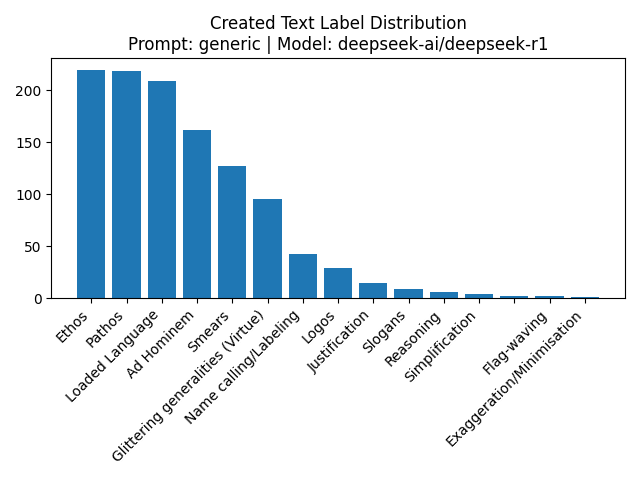 Created Text Label Distribution
Prompt: generic | Model: deepseek-ai/deepseek-r1
200
150
100
50
0
Ethos
Pathos
Loaded Language
Ad Hominem
Smears
Glittering generalities (Virtue)
Name calling/Labeling
Logos
Justification
Slogans
Reasoning
Simplification
Flag-waving
Exaggeration/Minimisation